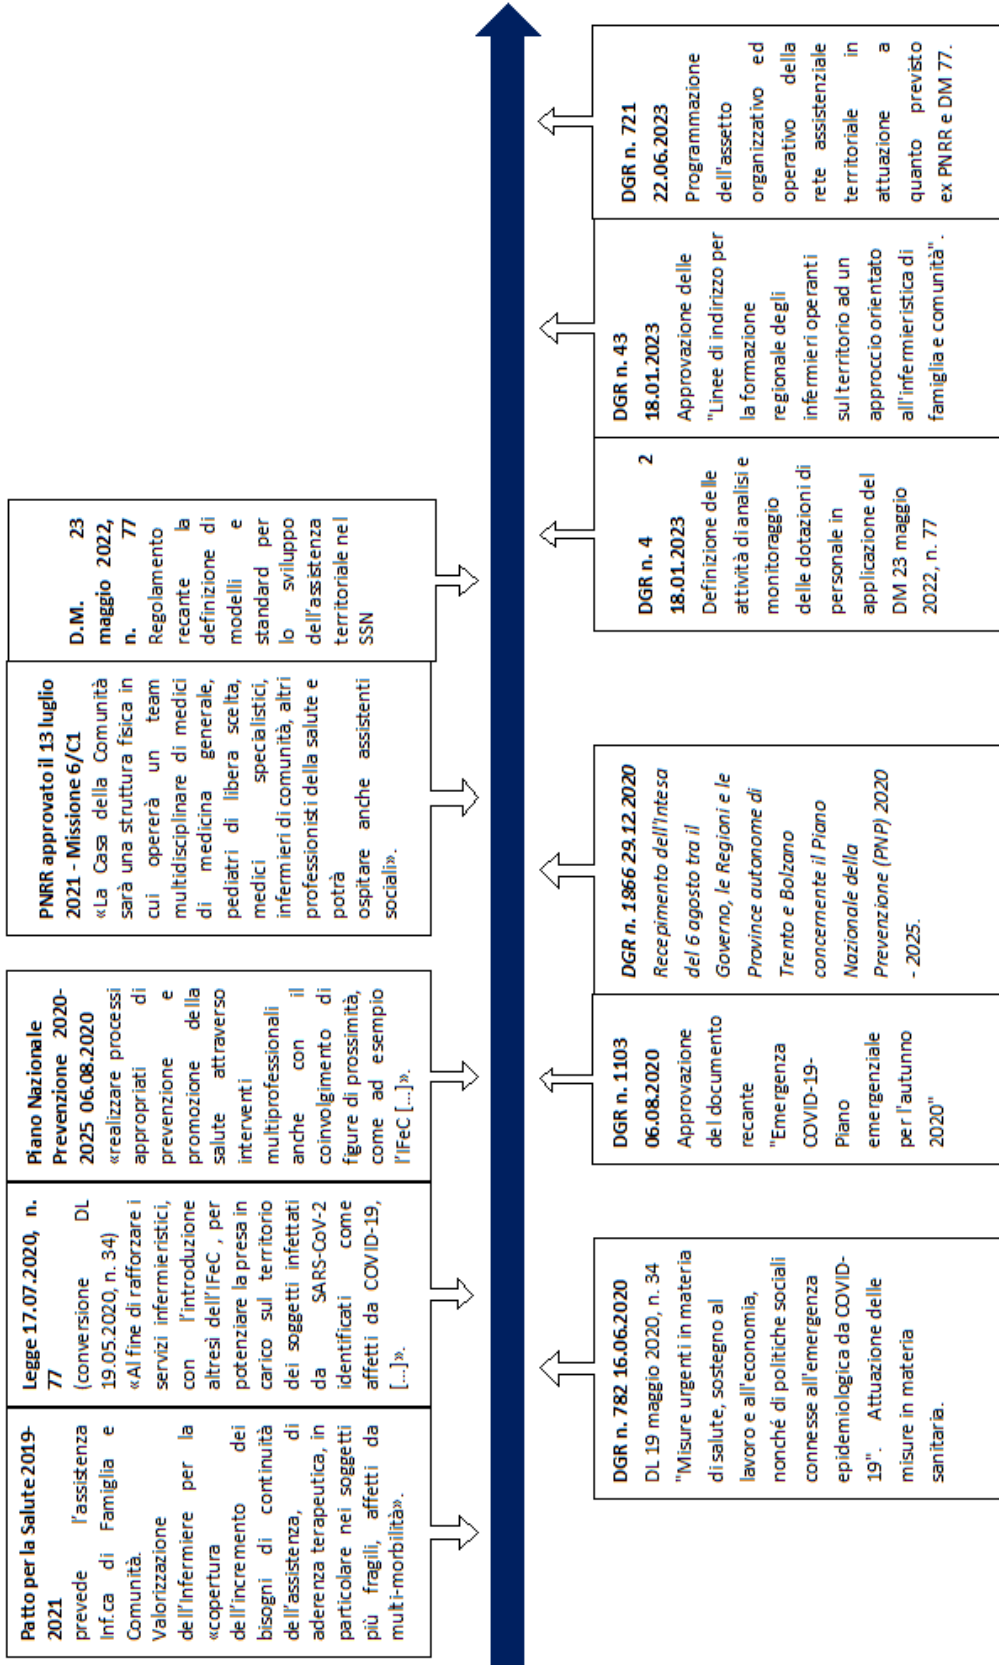 Patto per la Salute 2019-
2021
prevede l'assistenza
Inf.ca di Famiglia e
Comunità.
Valorizzazione
dell'Infermiere per la
«copertura
dell'incremento dei
bisogni di continuità
dell'assistenza, di
aderenza terapeutica, in
particolare nei soggetti
più fragili, affetti da
multi-morbilità».
Legge 17.07.2020, n.
77
(conversione DL
19.05.2020, n. 34)
«Al fine di rafforzare i
servizi infermieristici,
con l'introduzione
altresì dell'IFeC , per
potenziare la presa in
carico sul territorio
dei soggetti infettati
da SARS-CoV-2
identificati come
affetti da COVID-19,
[...]».
Piano Nazionale
Prevenzione 2020-
2025 06.08.2020
«realizzare processi
appropriati di
prevenzione e
promozione della
salute attraverso
interventi
multiprofessionali
anche con il
coinvolgimento di
figure di prossimità,
come ad esempio
l'IFeC [...]».
PNRR approvato il 13 luglio
2021 - Missione 6/C1
«La Casa della Comunità
sarà una struttura fisica in
cui opererà un team
multidisciplinare di medici
di medicina generale,
pediatri di libera scelta,
medici specialistici,
infermieri di comunità, altri
professionisti della salute e
potrà
ospitare anche assistenti
sociali».
D.M. 23
maggio 2022,
n. 77
Regolamento
recante la
definizione di
modelli e
standard per
lo sviluppo
dell'assistenza
territoriale nel
SSN
DGR n. 782 16.06.2020
DL 19 maggio 2020, n. 34
"Misure urgenti in materia
di salute, sostegno al
lavoro e all'economia,
nonché di politiche sociali
connesse all'emergenza
epidemiologica da COVID-
19". Attuazione delle
misure in materia
sanitaria.
DGR n. 1103
06.08.2020
Approvazione
del documento
recante
"Emergenza
COVID-19-
Piano
emergenziale
per l'autunno
2020"
DGR n. 1866 29.12.2020
Recepimento dell'Intesa
del 6 agosto tra il
Governo, le Regioni e le
Province autonome di
Trento e Bolzano
concernente il Piano
Nazionale della
Prevenzione (PNP) 2020
- 2025.
DGR n. 4 2
18.01.2023
Definizione delle
attività di analisi e
monitoraggio
delle dotazioni di
personale in
applicazione del
DM 23 maggio
2022, n. 77
DGR n. 43
18.01.2023
Approvazione delle
"Linee di indirizzo per
la formazione
regionale degli
infermieri operanti
sul territorio ad un
approccio orientato
all'infermieristica di
famiglia e comunità".
DGR n. 721
22.06.2023
Programmazione
dell'assetto
organizzativo ed
operativo della
rete assistenziale
territoriale in
attuazione a
quanto previsto
ex PNRR e DM 77.